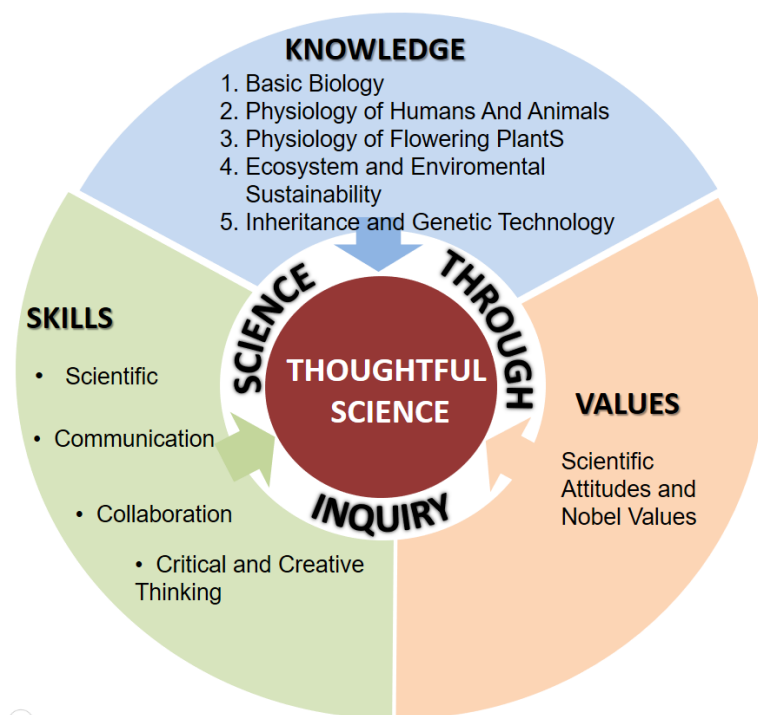 KNOWLEDGE
1. Basic Biology
2. Physiology of Humans And Animals
3. Physiology of Flowering PlantS
4. Ecosystem and Enviromental
Sustainability
5. Inheritance and Genetic Technology
SCIENCE
THROUGH
INQUIRY
THOUGHTFUL
SCIENCE
SKILLS
• Scientific
• Communication
• Collaboration
• Critical and Creative
Thinking
VALUES
Scientific
Attitudes and
Nobel Values